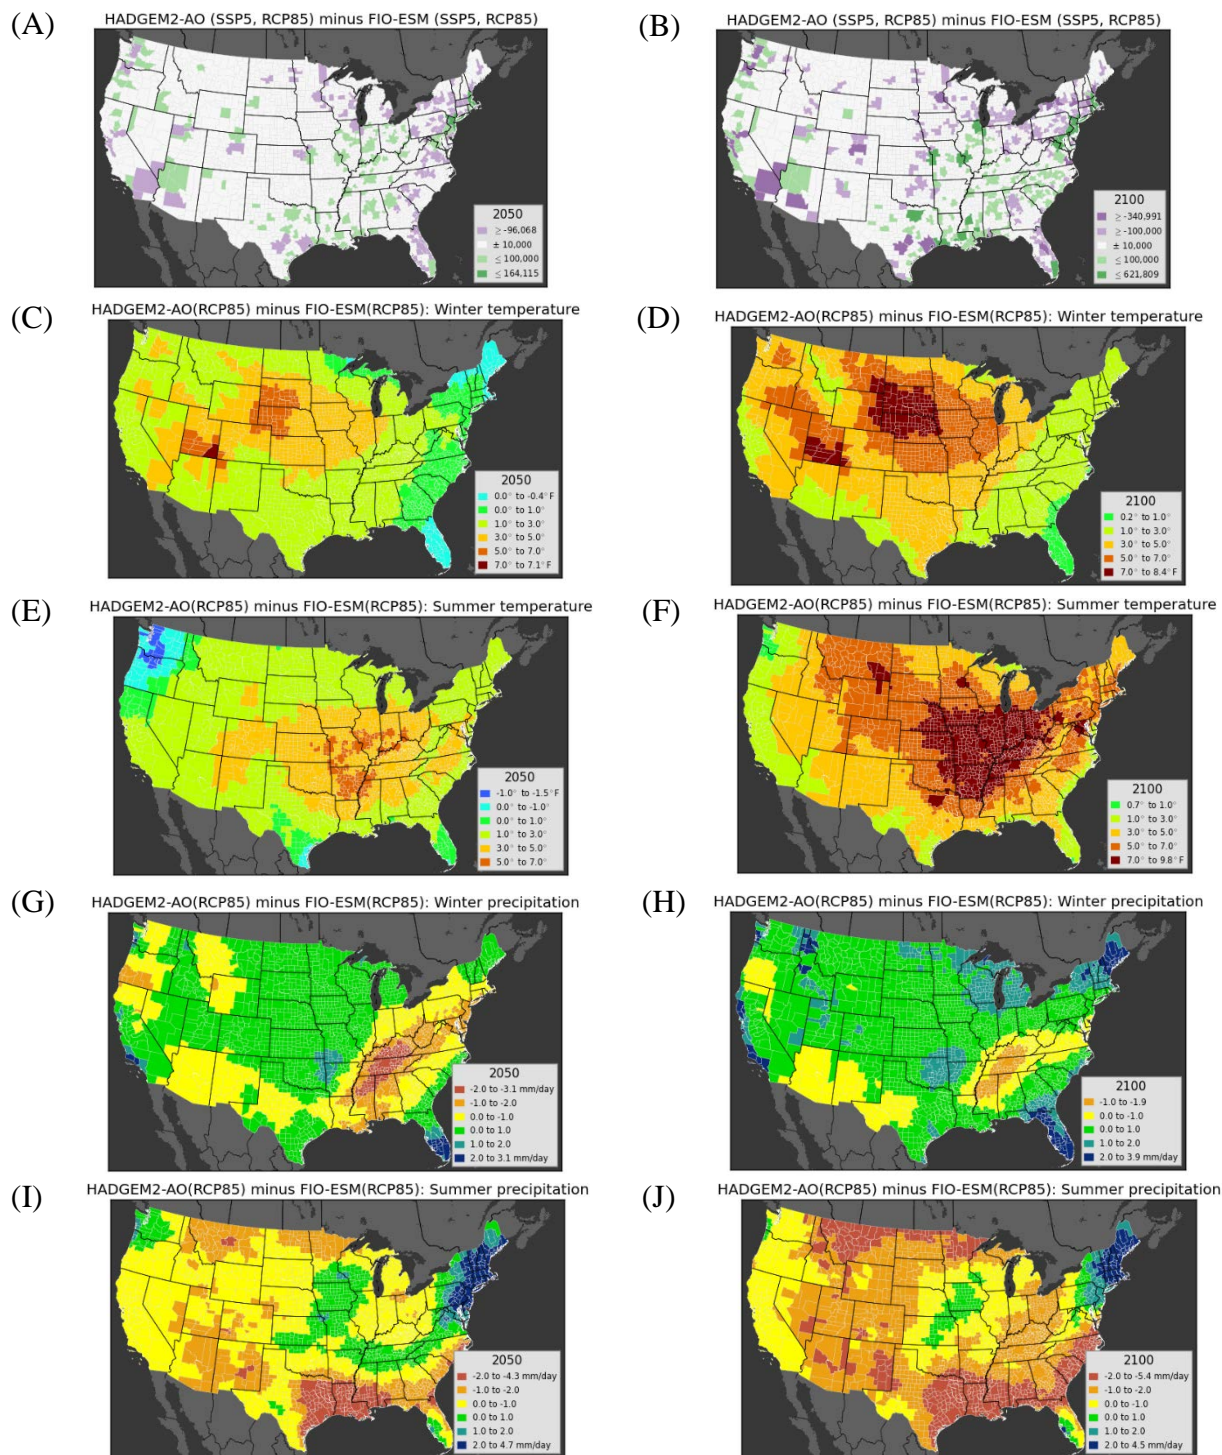 (A)
HADGEM2-AO (SSP5, RCP85) minus FIO-ESM (SSP5, RCP85)
2050
≥ -96,068
± 10,000
≤ 100,000
≤ 164,115
(B)
HADGEM2-AO (SSP5, RCP85) minus FIO-ESM (SSP5, RCP85)
2100
≥ -340,991
≥ -100,000
± 10,000
≤ 100,000
≤ 621,809
(C)
HADGEM2-AO(RCP85) minus FIO-ESM(RCP85): Winter temperature
2050
0.0° to -0.4°F
0.0° to 1.0°
1.0° to 3.0°
3.0° to 5.0°
5.0° to 7.0°
7.0° to 7.1°F
(D)
HADGEM2-AO(RCP85) minus FIO-ESM(RCP85): Winter temperature
2100
0.2° to 1.0°
1.0° to 3.0°
3.0° to 5.0°
5.0° to 7.0°
7.0° to 8.4°F
(E)
HADGEM2-AO(RCP85) minus FIO-ESM(RCP85): Summer temperature
2050
-1.0° to -1.5°F
0.0° to -1.0°
0.0° to 1.0°
1.0° to 3.0°
3.0° to 5.0°
5.0° to 7.0°
(F)
HADGEM2-AO(RCP85) minus FIO-ESM(RCP85): Summer temperature
2100
0.7° to 1.0°
1.0° to 3.0°
3.0° to 5.0°
5.0° to 7.0°
7.0° to 9.8°F
(G)
HADGEM2-AO(RCP85) minus FIO-ESM(RCP85): Winter precipitation
2050
-2.0 to -3.1 mm/day
-1.0 to -2.0
0.0 to -1.0
0.0 to 1.0
1.0 to 2.0
2.0 to 3.1 mm/day
(H)
HADGEM2-AO(RCP85) minus FIO-ESM(RCP85): Winter precipitation
2100
-1.0 to -1.9
0.0 to -1.0
0.0 to 1.0
1.0 to 2.0
2.0 to 3.9 mm/day
(I)
HADGEM2-AO(RCP85) minus FIO-ESM(RCP85): Summer precipitation
2050
-2.0 to -4.3 mm/day
-1.0 to -2.0
0.0 to -1.0
0.0 to 1.0
1.0 to 2.0
2.0 to 4.7 mm/day
(J)
HADGEM2-AO(RCP85) minus FIO-ESM(RCP85): Summer precipitation
2100
-2.0 to -5.4 mm/day
-1.0 to -2.0
0.0 to -1.0
0.0 to 1.0
1.0 to 2.0
2.0 to 4.5 mm/day